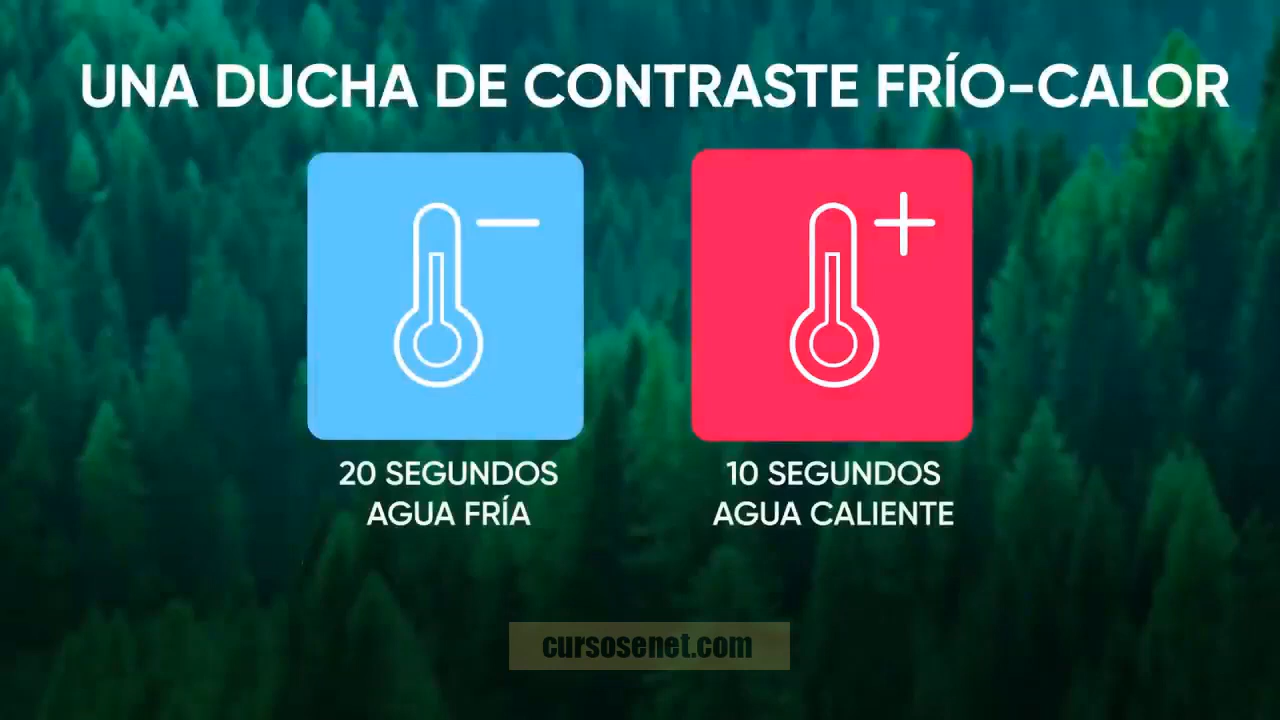 UNA DUCHA DE CONTRASTE FRÍO-CALOR
20 SEGUNDOS
AGUA FRÍA
10 SEGUNDOS
AGUA CALIENTE
cursosenet.com